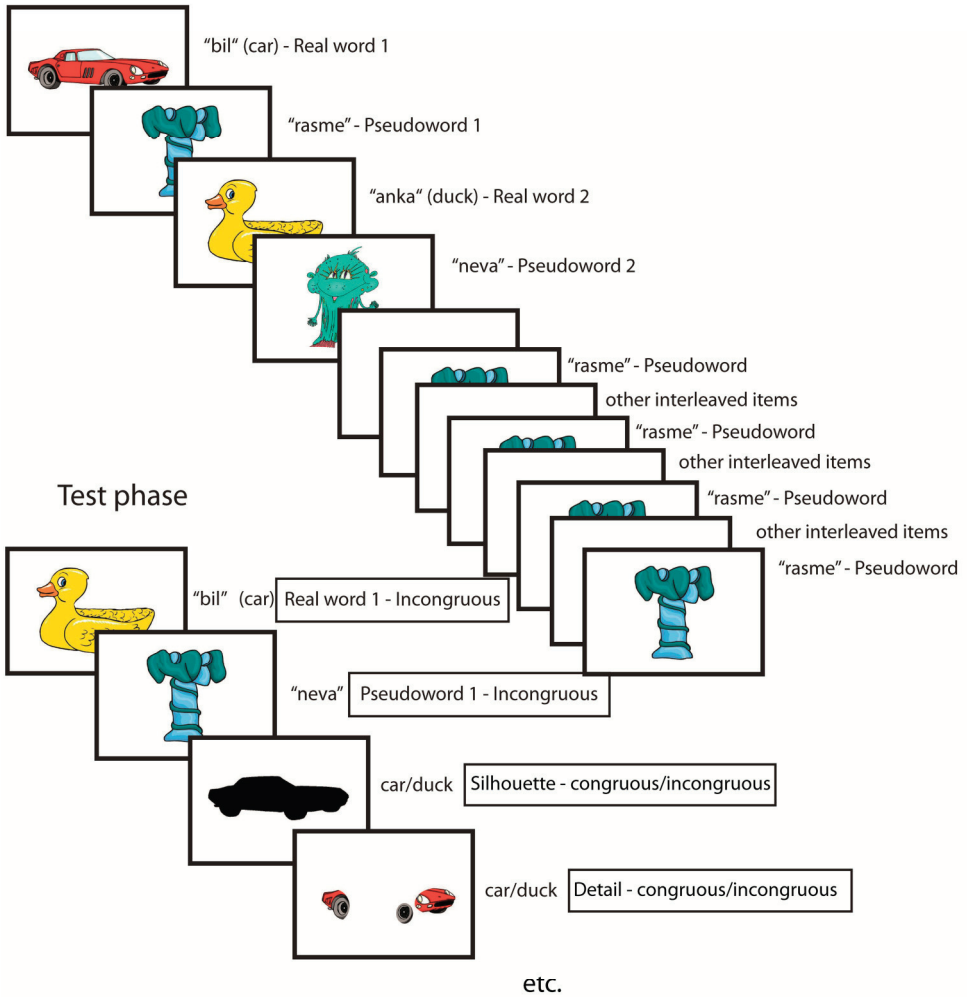 “bil“ (car) - Real word 1
“rasme” - Pseudoword 1
“anka“ (duck) - Real word 2
“neva” - Pseudoword 2
“rasme” - Pseudoword
other interleaved items
“rasme” - Pseudoword
other interleaved items
“rasme” - Pseudoword
other interleaved items
“rasme” - Pseudoword
Test phase
“bil” (car) Real word 1 - Incongruous
“neva” Pseudoword 1 - Incongruous
car/duck Silhouette - congruous/incongruous
car/duck Detail - congruous/incongruous
etc.